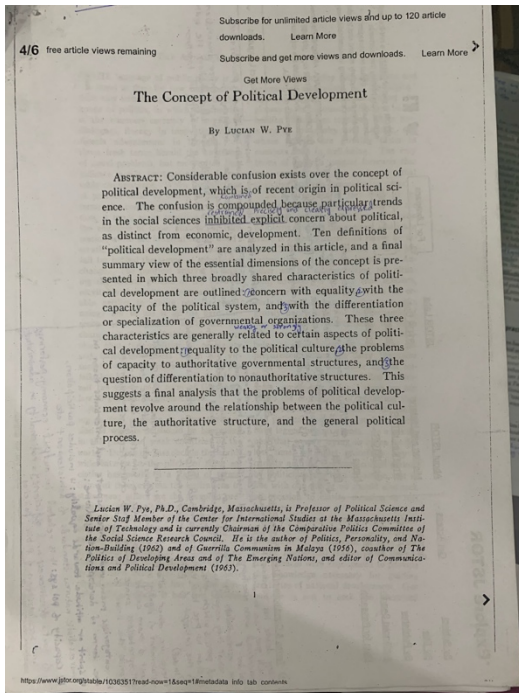 Subscribe for unlimited article views and up to 120 article
downloads. Learn More
4/6 free article views remaining
Subscribe and get more views and downloads. Learn More
Get More Views
The Concept of Political Development
By LUCIAN W. PYE
ABSTRACT: Considerable confusion exists over the concept of
political development, which is of recent origin in political sci-
ence. The confusion is compounded because particular trends
in the social sciences inhibited explicit concern about political,
as distinct from economic, development. Ten definitions of
"political development" are analyzed in this article, and a final
summary view of the essential dimensions of the concept is pre-
sented in which three broadly shared characteristics of politi-
cal development are outlined: concern with equality, with the
capacity of the political system, and with the differentiation
or specialization of governmental organizations. These three
characteristics are generally related to certain aspects of politi-
cal development: equality to the political culture, the problems
of capacity to authoritative governmental structures, and the
question of differentiation to nonauthoritative structures. This
suggests a final analysis that the problems of political develop-
ment revolve around the relationship between the political cul-
ture, the authoritative structure, and the general political
process.
Lucian W. Pye, Ph.D., Cambridge, Massachusetts, is Professor of Political Science and
Senior Staff Member of the Center for International Studies at the Massachusetts Insti-
tute of Technology and is currently Chairman of the Comparative Politics Committee of
the Social Science Research Council. He is the author of Politics, Personality, and Na-
tion-Building (1962) and of Guerrilla Communism in Malaya (1956), coauthor of The
Politics of Developing Areas and of The Emerging Nations, and editor of Communica-
tions and Political Development (1963).
1
https://www.jstor.org/stable/1036351?read-now=1&seq=1#metadata_info_tab_contents